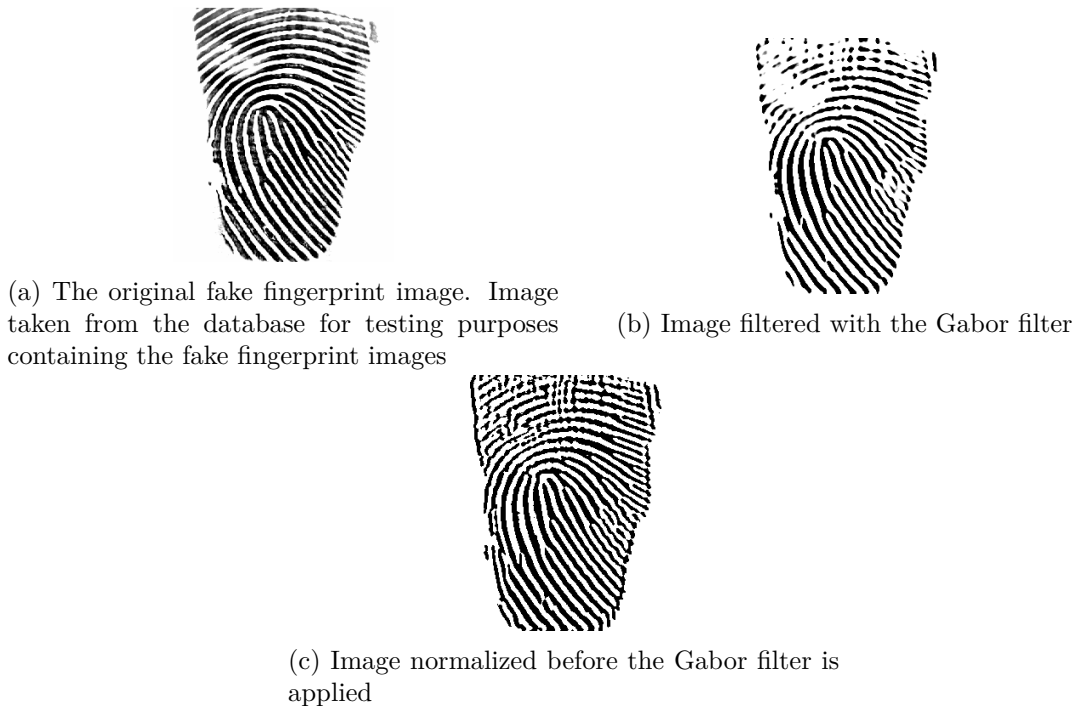 (a) The original fake fingerprint image. Image
taken from the database for testing purposes
containing the fake fingerprint images
(b) Image filtered with the Gabor filter
(c) Image normalized before the Gabor filter is
applied